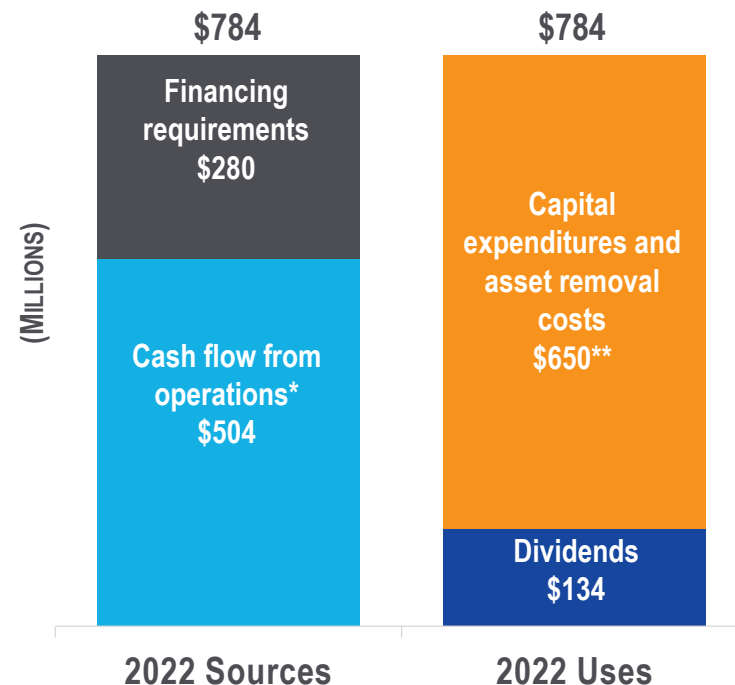 $784
$784
Financing
requirements
$280
Capital
expenditures and
asset removal
costs
$650**
(MILLIONS)
Cash flow from
operations*
$504
Dividends
$134
2022 Sources
2022 Uses